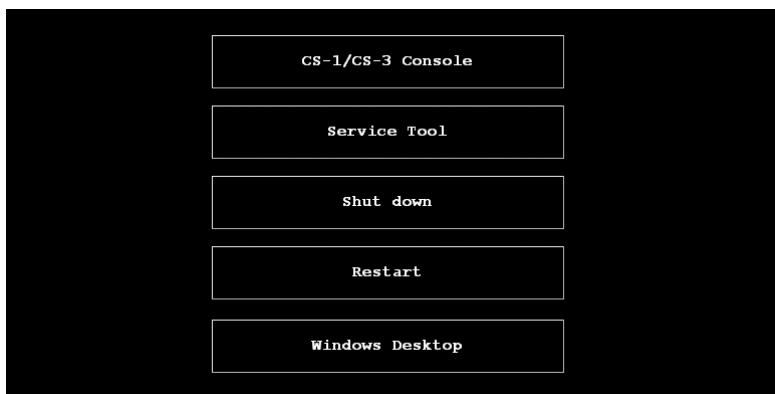 CS-1/CS-3 Console
Service Tool
Shut down
Restart
Windows Desktop